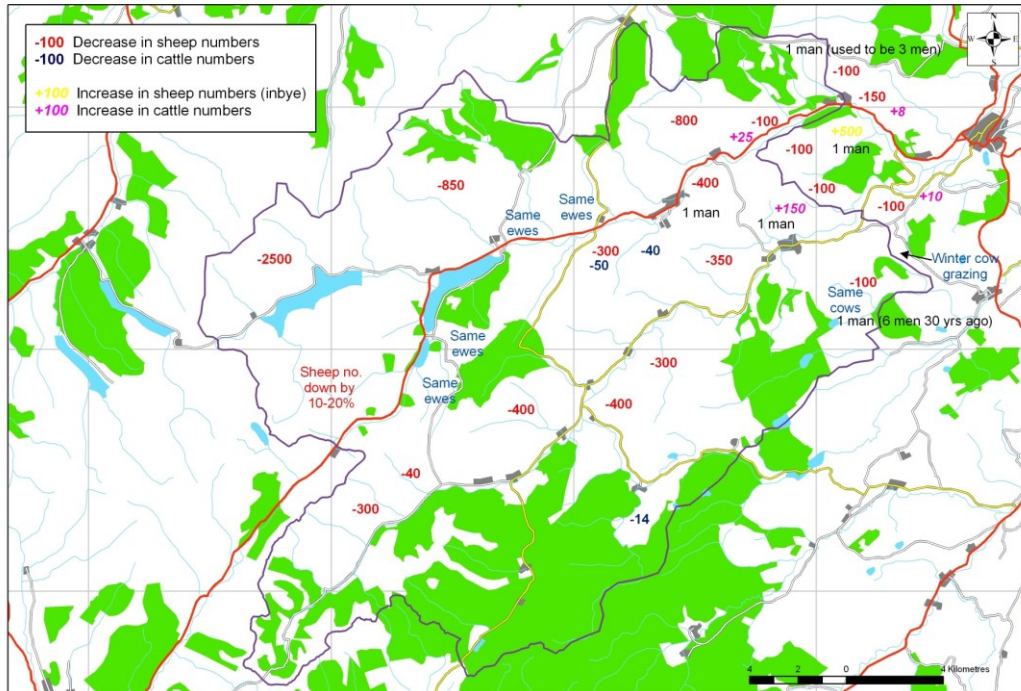 -100 Decrease in sheep numbers
-100 Decrease in cattle numbers
+100 Increase in sheep numbers (inbye)
+100 Increase in cattle numbers
N
W E
S
1 man (used to be 3 men)
-100
-150
+8
-800
-100
+25
+500
-100
1 man
-850
-400
-100
+10
Same
ewes
Same
ewes
1 man
+150
-100
1 man
-2500
-300
-40
-50
-350
Winter cow
grazing
-100
Same
cows
1 man (6 men 30 yrs ago)
Same
ewes
Sheep no.
down by
10-20%
Same
ewes
-300
-400
-400
-40
-300
-14
4 2 0 4 Kilometres